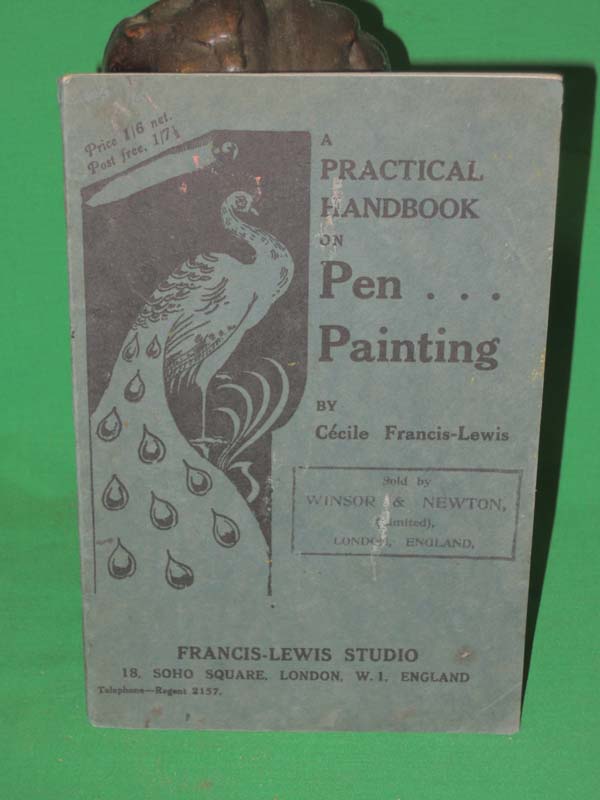 Price 1/6 net.
Post free, 1/7½
A
PRACTICAL
HANDBOOK
ON
Pen . . .
Painting
BY
Cécile Francis-Lewis
Sold by
WINSOR & NEWTON,
(Limited),
LONDON, ENGLAND,
FRANCIS-LEWIS STUDIO
18, SOHO SQUARE, LONDON, W.1. ENGLAND
Telephone—Regent 2157.